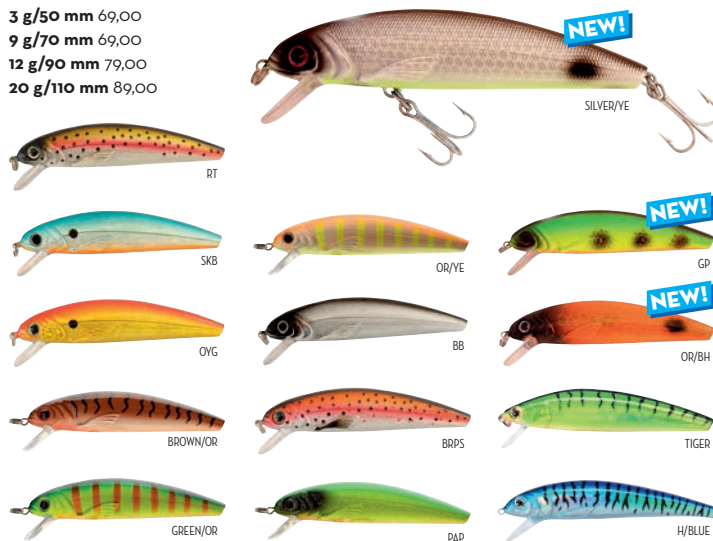 3 g/50 mm 69,00
9 g/70 mm 69,00
12 g/90 mm 79,00
20 g/110 mm 89,00
NEW!
SILVER/YE
RT
NEW!
SKB
OR/YE
GP
NEW!
OYG
BB
OR/BH
BROWN/OR
BRPS
TIGER
GREEN/OR
PAP
H/BLUE